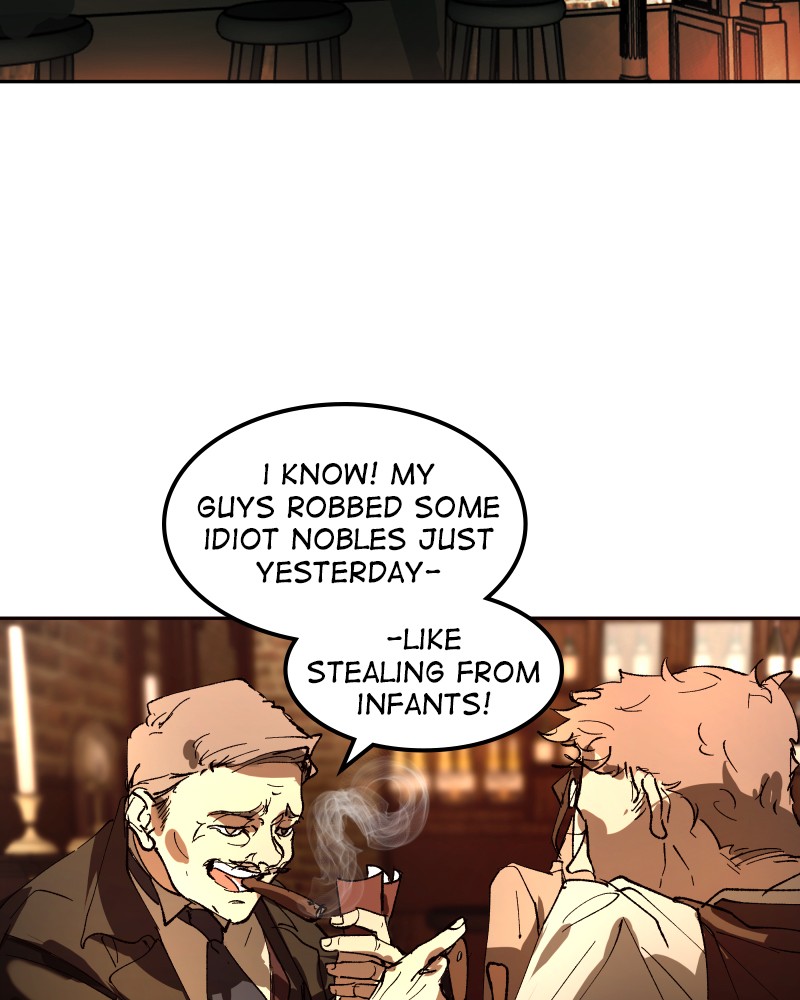 I KNOW! MY
GUYS ROBBED SOME
IDIOT NOBLES JUST
YESTERDAY-
-LIKE
STEALING FROM
INFANTS!